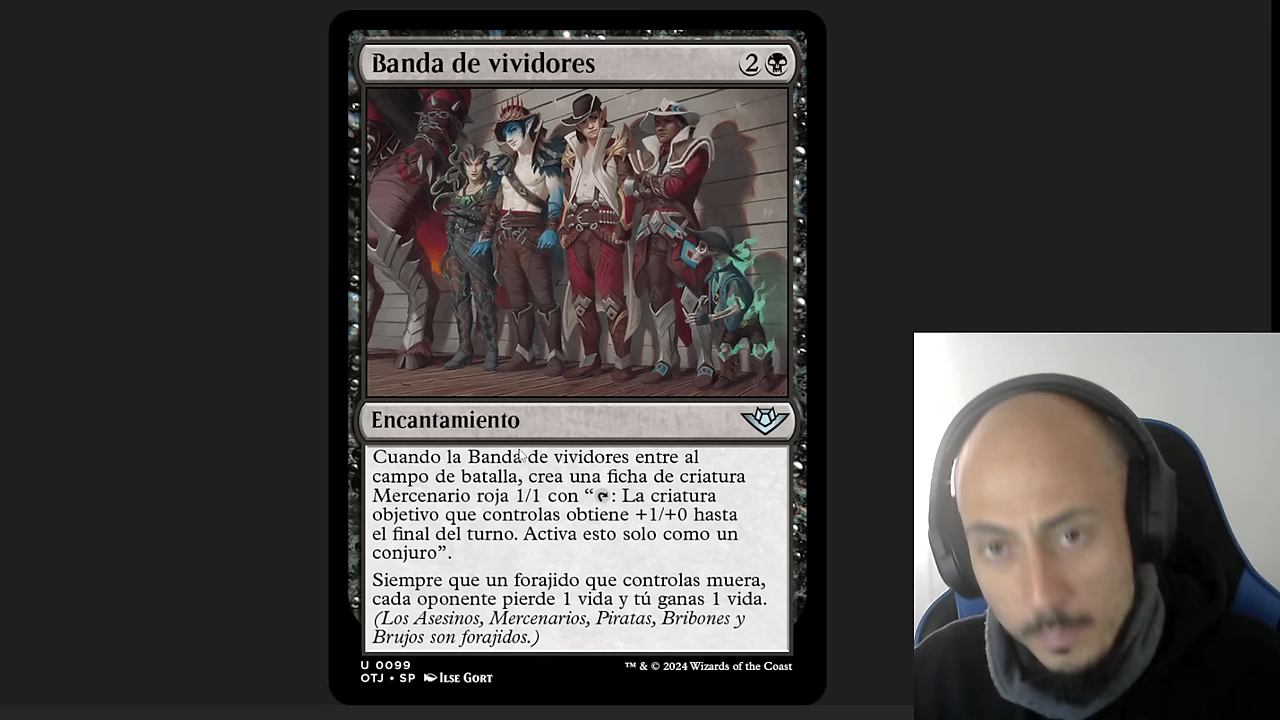 Banda de vividores 2
Encantamiento
Cuando la Banda de vividores entre al
campo de batalla, crea una ficha de criatura
Mercenario roja 1/1 con “: La criatura
objetivo que controlas obtiene +1/+0 hasta
el final del turno. Activa esto solo como un
conjuro”.
Siempre que un forajido que controlas muera,
cada oponente pierde 1 vida y tú ganas 1 vida.
(Los Asesinos, Mercenarios, Piratas, Bribones y
Brujos son forajidos.)
U 0099 ™ & © 2024 Wizards of the Coast
OTJ • SP Ilse Gort